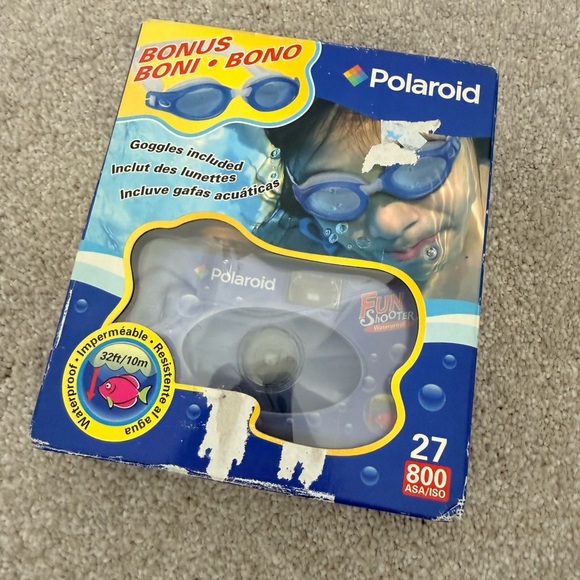 BONUS
BONI • BONO
Polaroid
Goggles included
Inclut des lunettes
Incluye gafas acuáticas
Polaroid
FUN
SHOOTER
Waterproof
Waterproof • Imperméable • Resistente al agua
32ft/10m
27
800
ASA/ISO